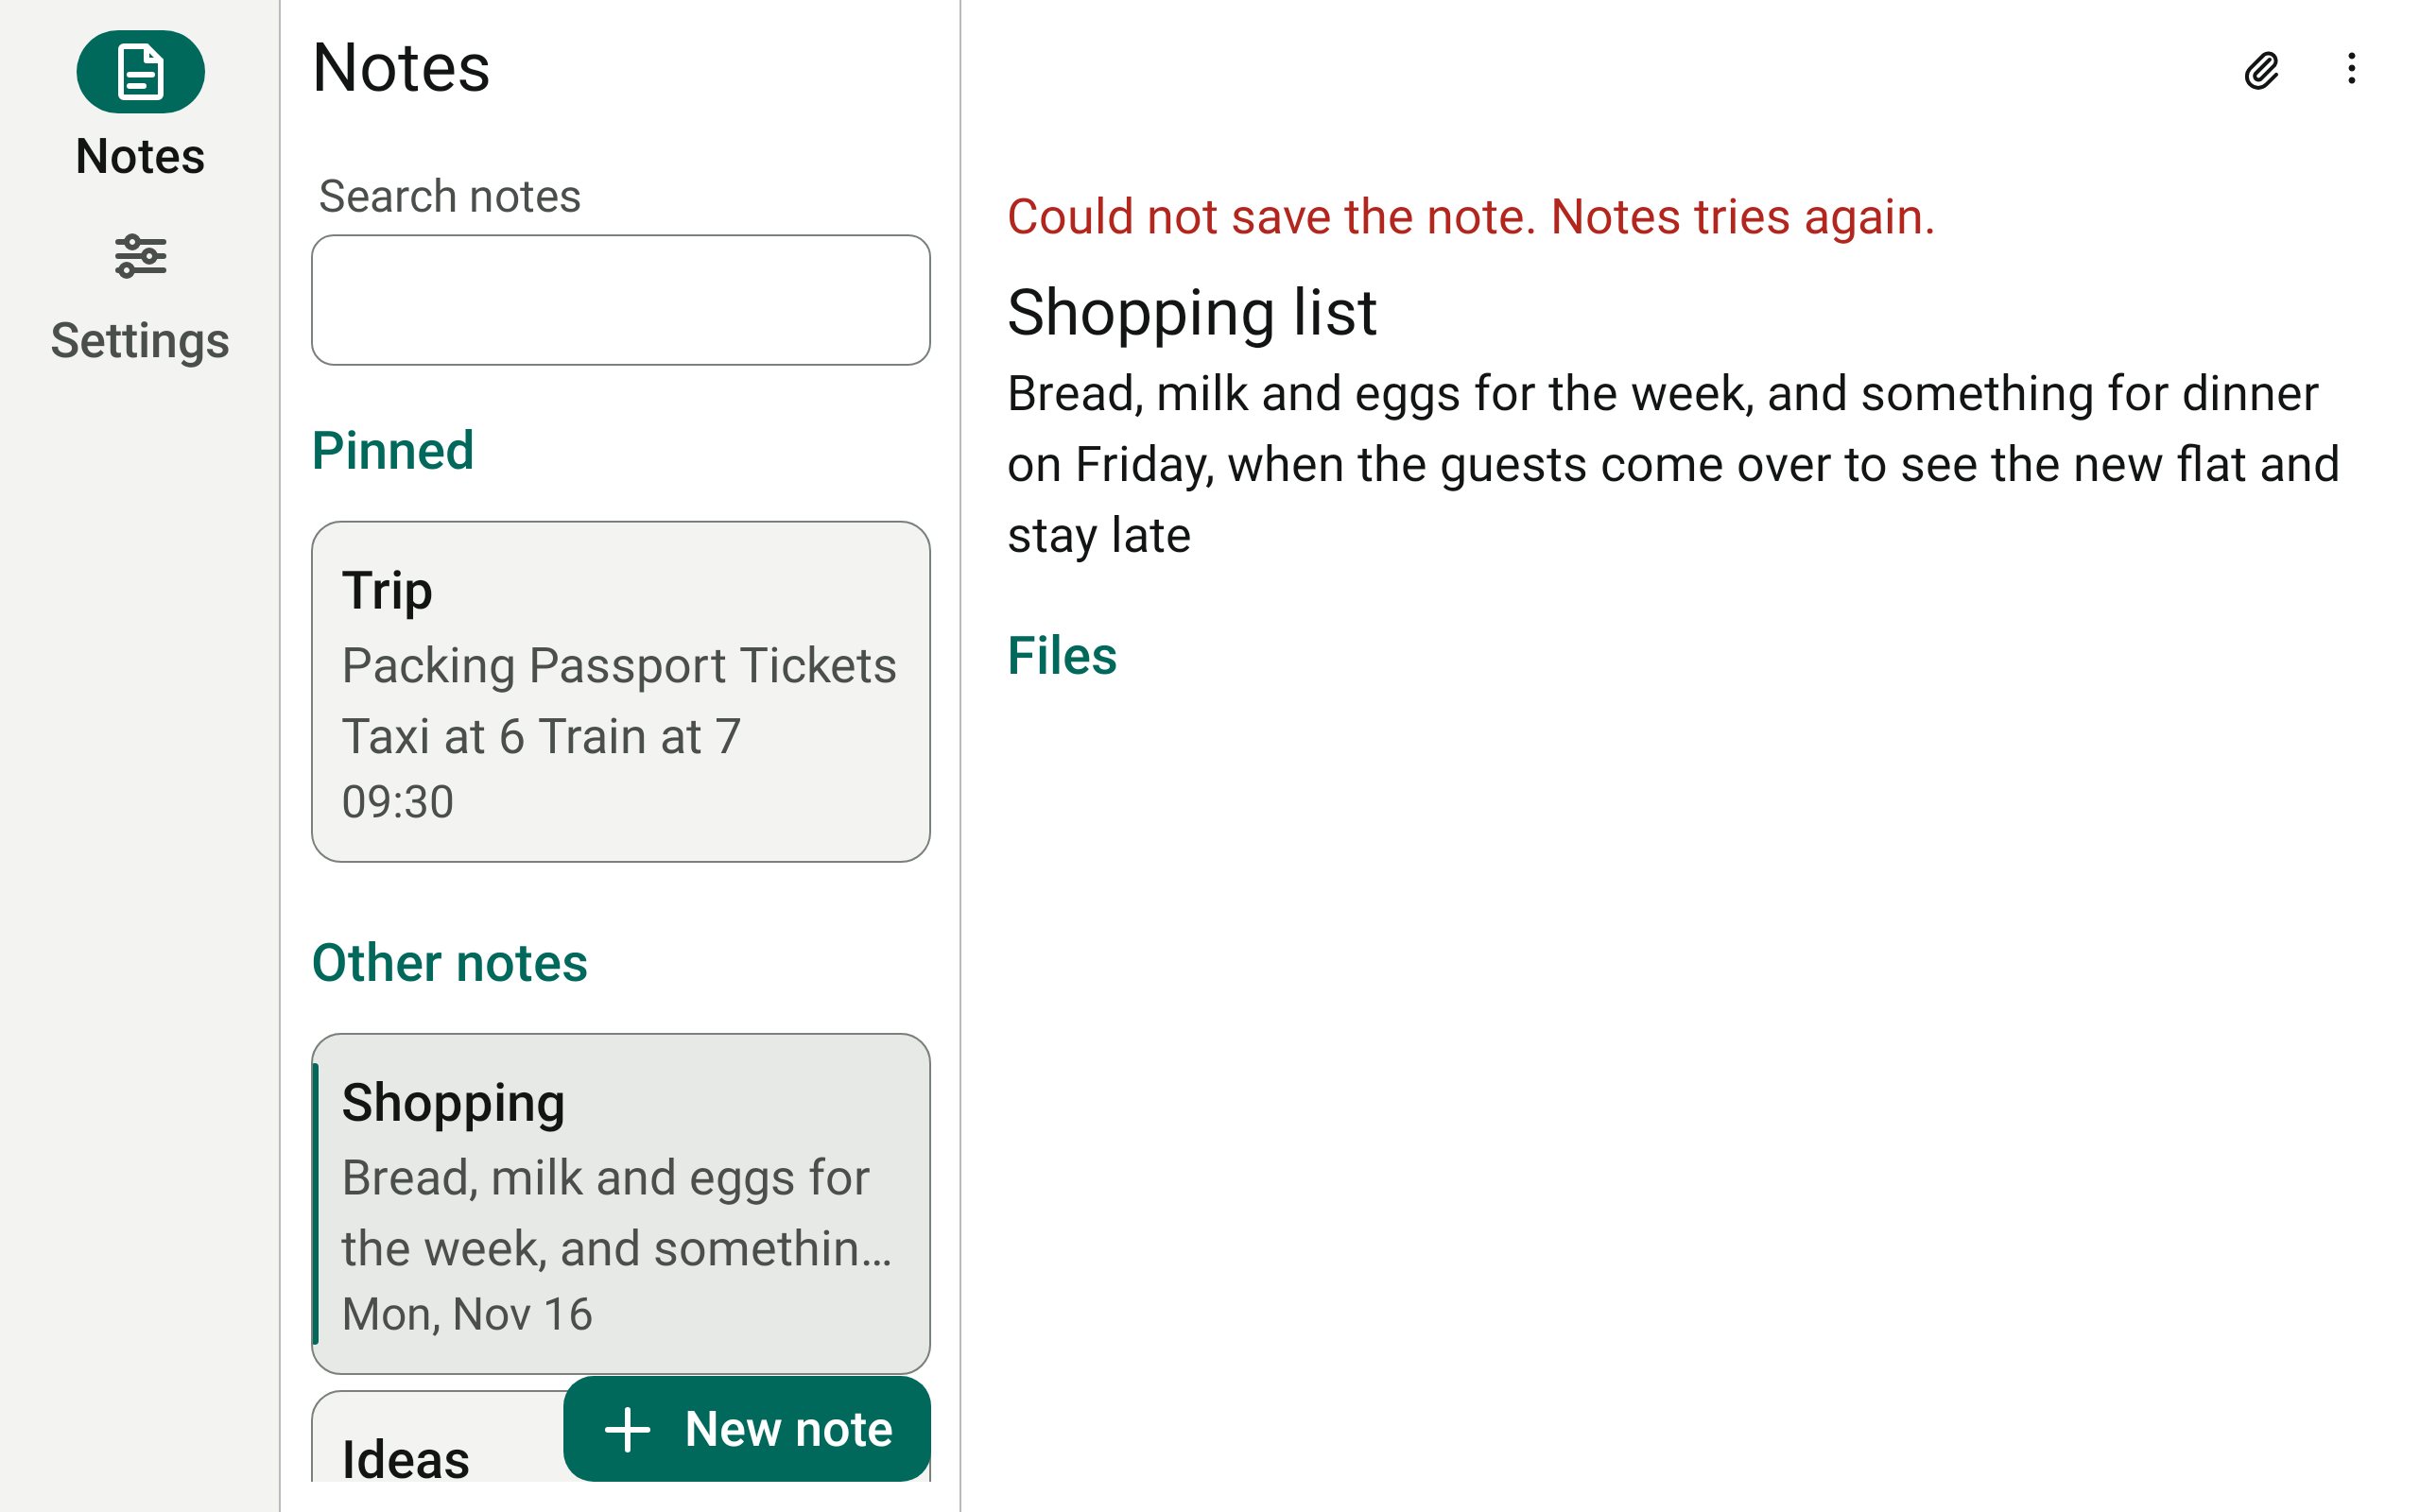 Notes
Settings
Notes
Search notes
Pinned
Trip
Packing Passport Tickets
Taxi at 6 Train at 7
09:30
Other notes
Shopping
Bread, milk and eggs for
the week, and somethin…
Mon, Nov 16
Ideas
New note
Could not save the note. Notes tries again.
Shopping list
Bread, milk and eggs for the week, and something for dinner
on Friday, when the guests come over to see the new flat and
stay late
Files